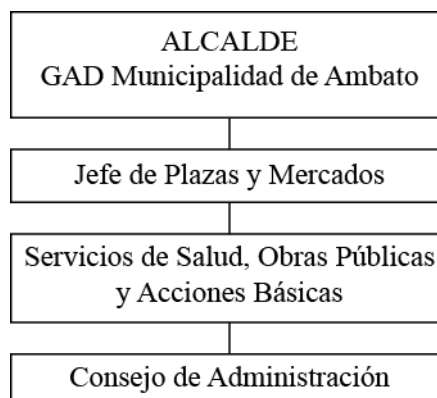 ALCALDE
GAD Municipalidad de Ambato
Jefe de Plazas y Mercados
Servicios de Salud, Obras Públicas
y Acciones Básicas
Consejo de Administración